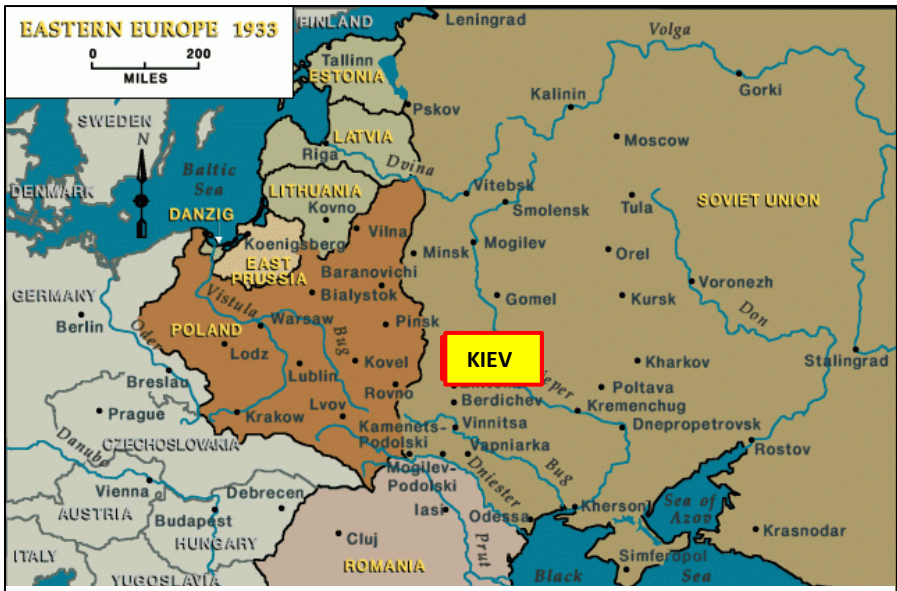 EASTERN EUROPE 1933
0 200
MILES
FINLAND
Leningrad
Volga
Tallinn
ESTONIA
Gorki
Kalinin
Pskov
SWEDEN
N
LATVIA
Moscow
Riga
Dvina
Baltic
Sea
DENMARK
LITHUANIA
Vitebsk
SOVIET UNION
Smolensk
Tula
Kovno
DANZIG
Vilna
Koenigsberg
Mogilev
Minsk
Orel
EAST
PRUSSIA
Baranovichi
Voronezh
GERMANY
Vistula
Bialystok
Gomel
Kursk
Don
Berlin
Oder
POLAND
Warsaw
Bug
Pinsk
Lodz
KIEV
Kovel
Kharkov
Stalingrad
Lublin
Breslau
Rovno
Poltava
Berdichev
Kremenchug
Prague
Krakow
Lvov
Vinnitsa
Dnepropetrovsk
Kamenets-
Podolski
CZECHOSLOVAKIA
Danube
Vapniarka
Rostov
Mogilev-
Podolski
Dniester
Bug
Vienna
Debrecen
Iasi
Odessa
Kherson
Sea of
Azov
AUSTRIA
Budapest
Krasnodar
HUNGARY
Cluj
Prut
ITALY
Simferopol
ROMANIA
YUGOSLAVIA
Black
Sea